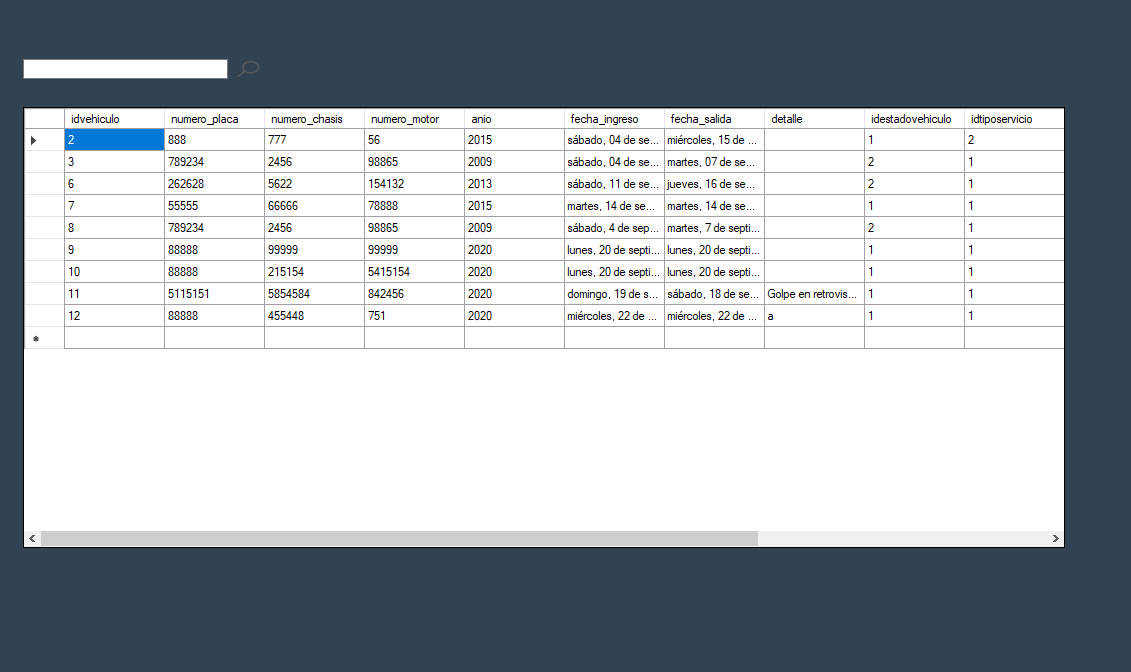 idvehiculo numero_placa numero_chasis numero_motor anio fecha_ingreso fecha_salida detalle idestadovehiculo idtiposervicio
2 888 777 56 2015 sábado, 04 de se... miércoles, 15 de ... 1 2
3 789234 2456 98865 2009 sábado, 04 de se... martes, 07 de sep... 2 1
6 262628 5622 154132 2013 sábado, 11 de se... jueves, 16 de se... 2 1
7 55555 66666 78888 2015 martes, 14 de se... martes, 14 de se... 1 1
8 789234 2456 98865 2009 sábado, 4 de sep... martes, 7 de septi... 2 1
9 88888 99999 99999 2020 lunes, 20 de septi... lunes, 20 de septi... 1 1
10 88888 215154 5415154 2020 lunes, 20 de septi... lunes, 20 de septi... 1 1
11 5115151 5854584 842456 2020 domingo, 19 de s... sábado, 18 de se... Golpe en retrovis... 1 1
12 88888 455448 751 2020 miércoles, 22 de ... miércoles, 22 de ... a 1 1